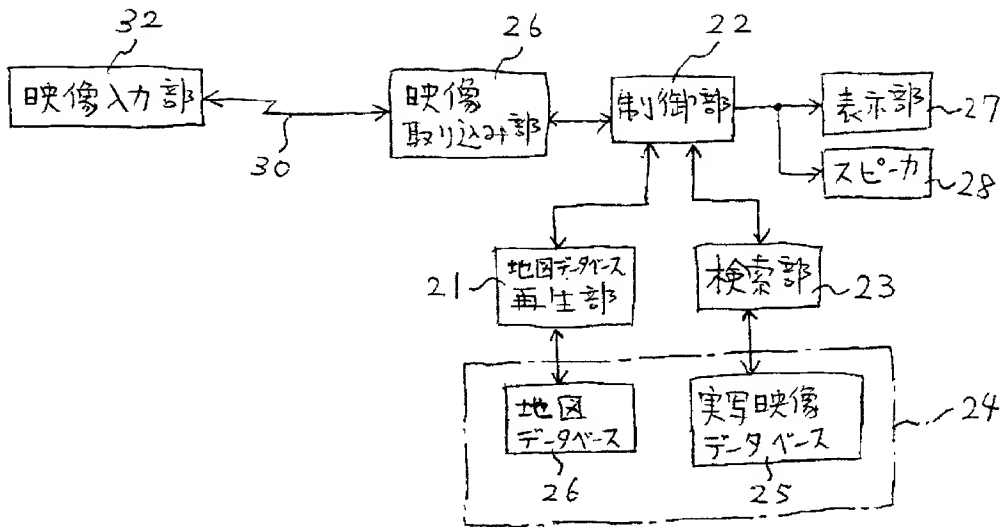 32
映像入力部
30
26
映像
取り込み部
22
制御部
表示部
27
スピーカ
28
21
地図データベース
再生部
検索部
23
地図
データベース
26
実写映像
データベース
25
24